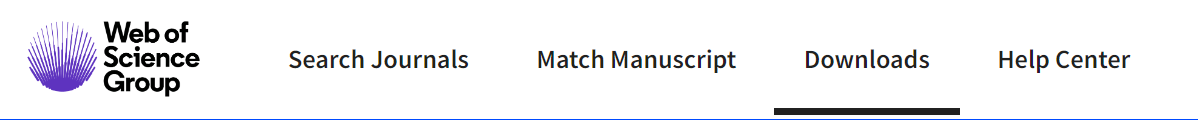 Web of
Science
Group
Search Journals
Match Manuscript
Downloads
Help Center